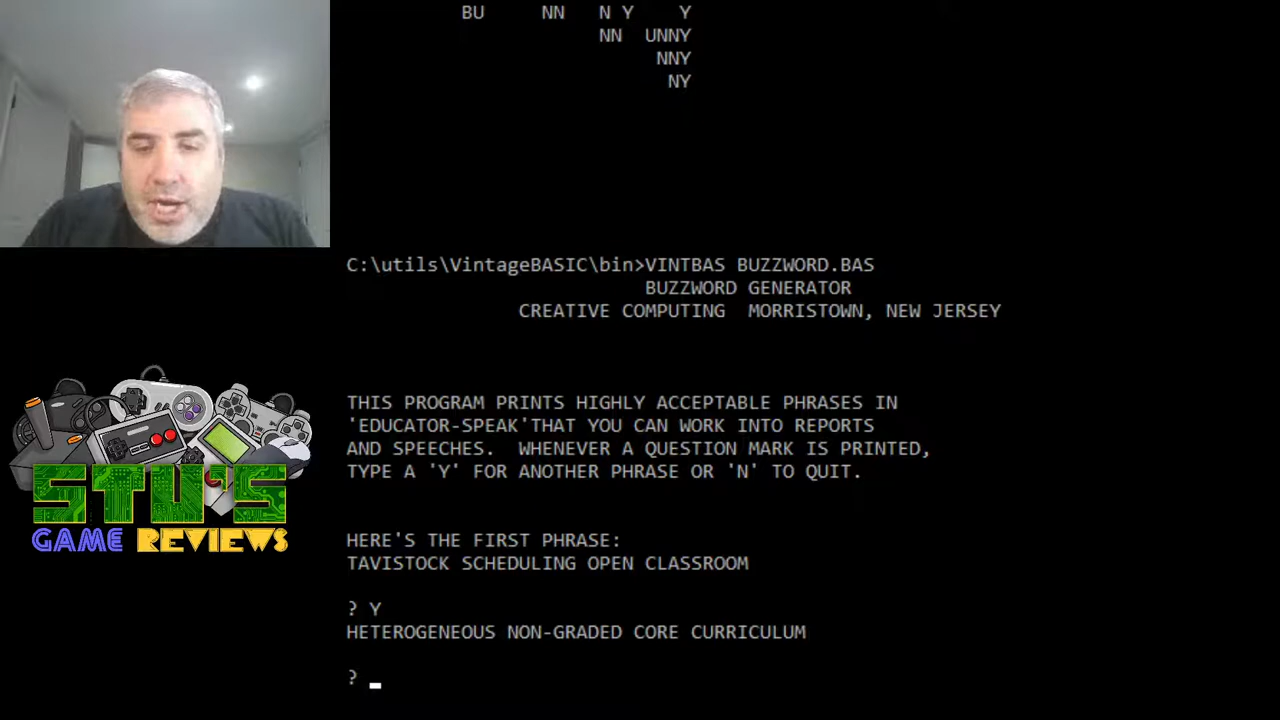 BU NN N Y Y
NN UNNY
NNY
NY
C:\utils\VintageBASIC\bin>VINTBAS BUZZWORD.BAS
BUZZWORD GENERATOR
CREATIVE COMPUTING MORRISTOWN, NEW JERSEY
THIS PROGRAM PRINTS HIGHLY ACCEPTABLE PHRASES IN
'EDUCATOR-SPEAK'THAT YOU CAN WORK INTO REPORTS
AND SPEECHES. WHENEVER A QUESTION MARK IS PRINTED,
TYPE A 'Y' FOR ANOTHER PHRASE OR 'N' TO QUIT.
HERE'S THE FIRST PHRASE:
TAVISTOCK SCHEDULING OPEN CLASSROOM
? Y
HETEROGENEOUS NON-GRADED CORE CURRICULUM
? _
STU'S
GAME REVIEWS